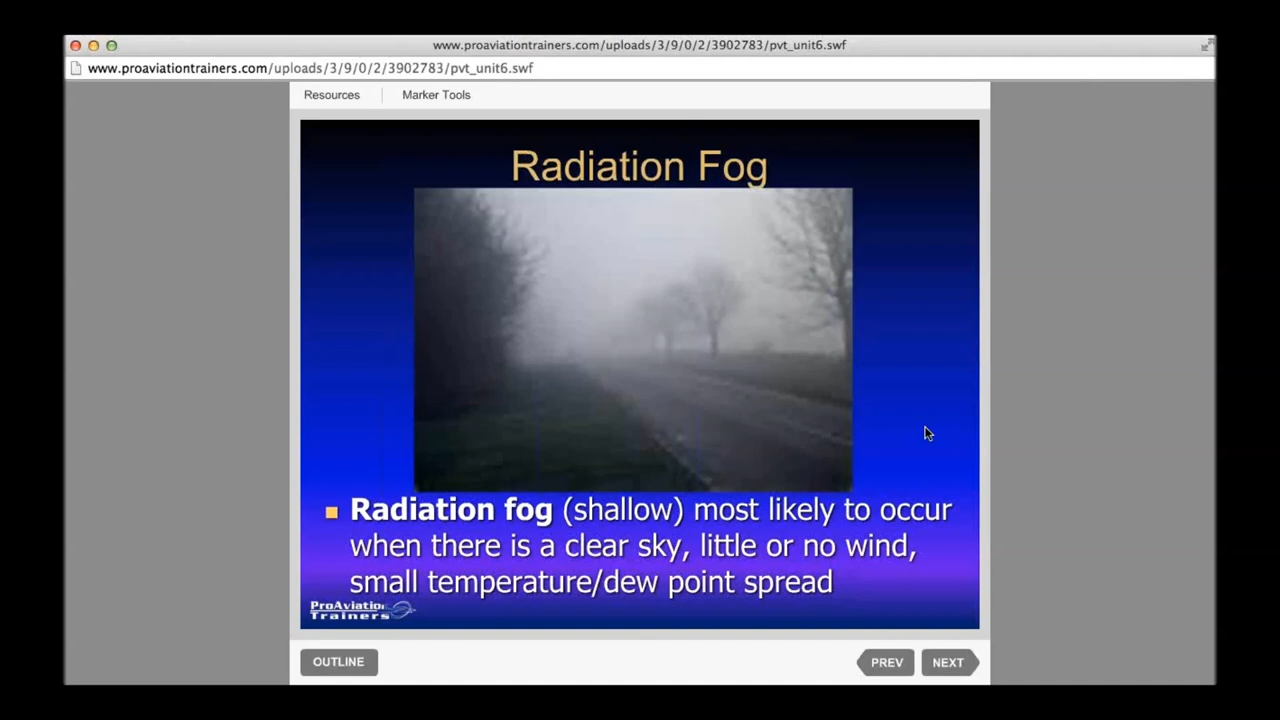 www.proaviationtrainers.com/uploads/3/9/0/2/3902783/pvt_unit6.swf
www.proaviationtrainers.com/uploads/3/9/0/2/3902783/pvt_unit6.swf
Resources
Marker Tools
Radiation Fog
Radiation fog (shallow) most likely to occur
when there is a clear sky, little or no wind,
small temperature/dew point spread
ProAviation
Trainers
OUTLINE
PREV
NEXT